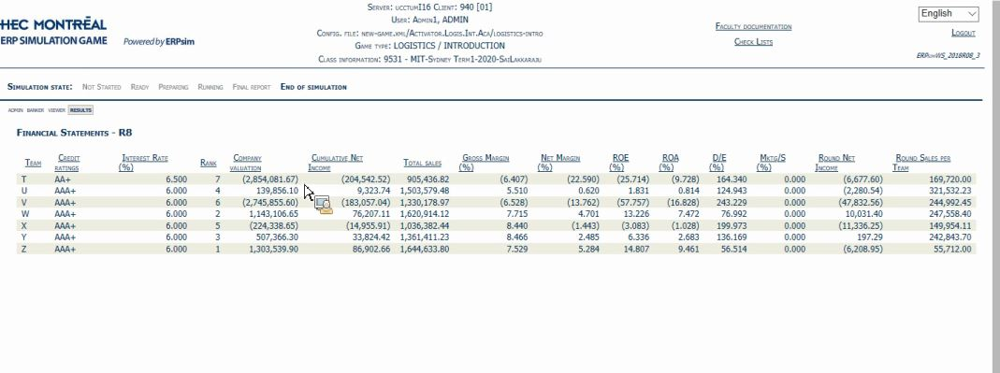 SERVER: UCCTUMI16 CLIENT: 940 [01]
USER: ADMIN1, ADMIN
CONFIG. FILE: NEW-GAME.XML/ACTIVATOR.LOGIS.INT.ACA/LOGISTICS-INTRO
GAME TYPE: LOGISTICS / INTRODUCTION
CLASS INFORMATION: 9531 - MIT-SYDNEY TERM1-2020-SAILAKKARAJU
HEC MONTRÉAL
ERP SIMULATION GAME Powered by ERPsim
FACULTY DOCUMENTATION
CHECK LISTS
English
LOGOUT
ERPSIMWS_2018R08_3
SIMULATION STATE: NOT STARTED READY PREPARING RUNNING FINAL REPORT END OF SIMULATION
ADMIN BANKER VIEWER RESULTS
FINANCIAL STATEMENTS - R8
TEAM CREDIT RATINGS INTEREST RATE (%) RANK COMPANY VALUATION CUMULATIVE NET INCOME TOTAL SALES GROSS MARGIN (%) NET MARGIN (%) ROE (%) ROA (%) D/E (%) MKTG/S (%) ROUND NET INCOME ROUND SALES PER TEAM
T AA+ 6.500 7 (2,854,081.67) (204,542.52) 905,436.82 (6.407) (22.590) (25.714) (9.728) 164.340 0.000 (6,677.60) 169,720.00
U AAA+ 6.000 4 139,856.10 9,323.74 1,503,579.48 5.510 0.620 1.831 0.814 124.943 0.000 (2,280.54) 321,532.23
V AAA+ 6.000 6 (2,745,855.60) (183,057.04) 1,330,178.97 (6.528) (13.762) (57.757) (16.828) 243.229 0.000 (47,832.56) 244,992.45
W AAA+ 6.000 2 1,143,106.65 76,207.11 1,620,914.12 7.715 4.701 13.226 7.472 76.992 0.000 10,031.40 247,558.40
X AAA+ 6.000 5 (224,338.65) (14,955.91) 1,036,382.44 8.440 (1.443) (3.083) (1.028) 199.973 0.000 (11,336.25) 149,954.11
Y AAA+ 6.000 3 507,366.30 33,824.42 1,361,411.23 8.466 2.485 6.336 2.683 136.169 0.000 197.29 242,843.70
Z AAA+ 6.000 1 1,303,539.90 86,902.66 1,644,633.80 7.529 5.284 14.807 9.461 56.514 0.000 (6,208.95) 55,712.00